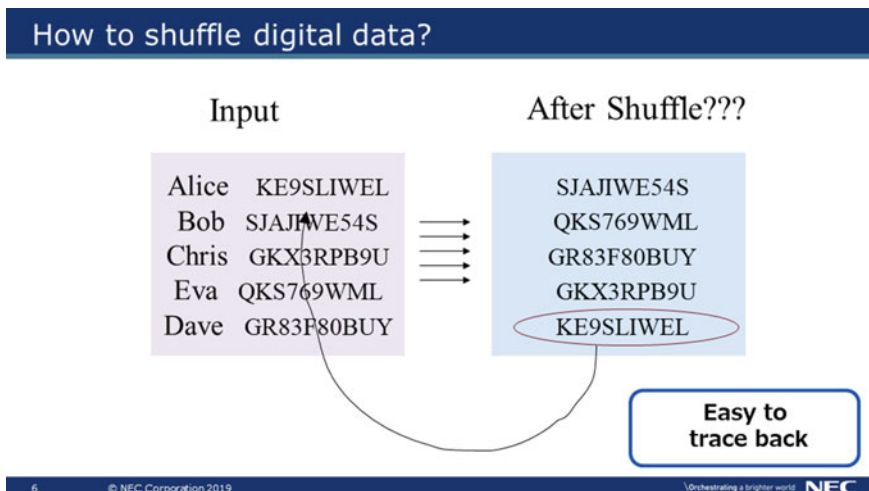 How to shuffle digital data?
Input
After Shuffle???
Alice KE9SLIWEL
Bob SJAJIWE54S
Chris GKX3RPB9U
Eva QKS769WML
Dave GR83F80BUY
SJAJIWE54S
QKS769WML
GR83F80BUY
GKX3RPB9U
KE9SLIWEL
Easy to
trace back
6 © NEC Corporation 2019
\Orchestrating a brighter world NEC